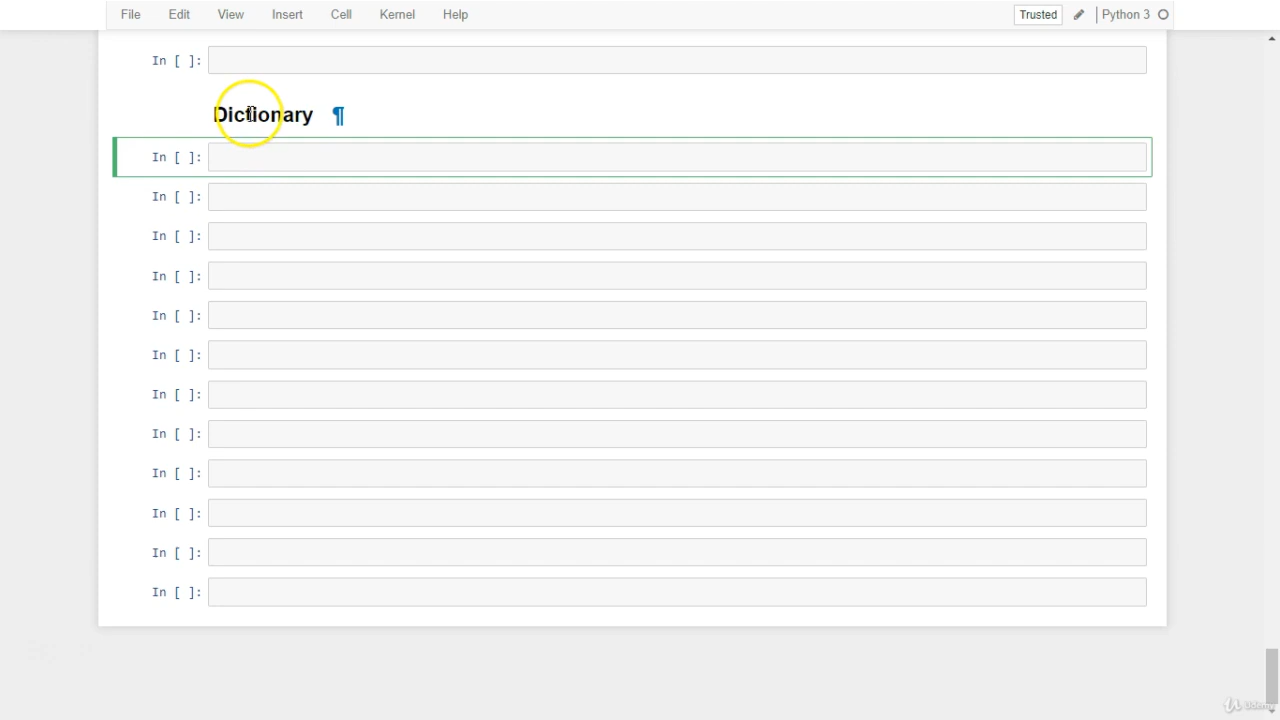 File Edit View Insert Cell Kernel Help Trusted Python 3
In [ ]:
Dictionary ¶
In [ ]:
In [ ]:
In [ ]:
In [ ]:
In [ ]:
In [ ]:
In [ ]:
In [ ]:
In [ ]:
In [ ]:
In [ ]:
In [ ]:
Udemy